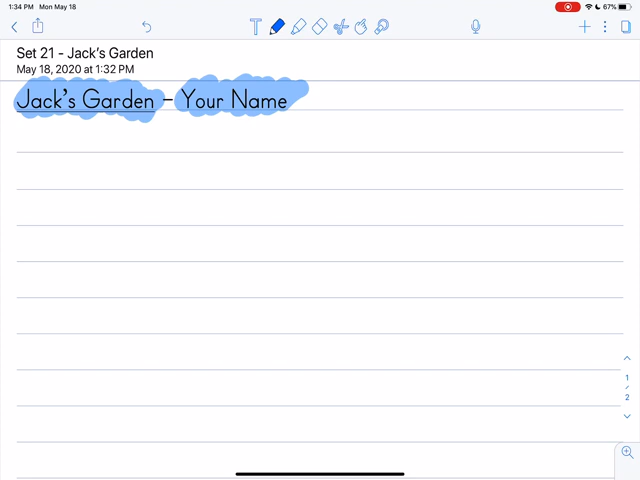 1:34 PM Mon May 18
67%
Set 21 - Jack's Garden
May 18, 2020 at 1:32 PM
Jack's Garden - Your Name
1
/
2